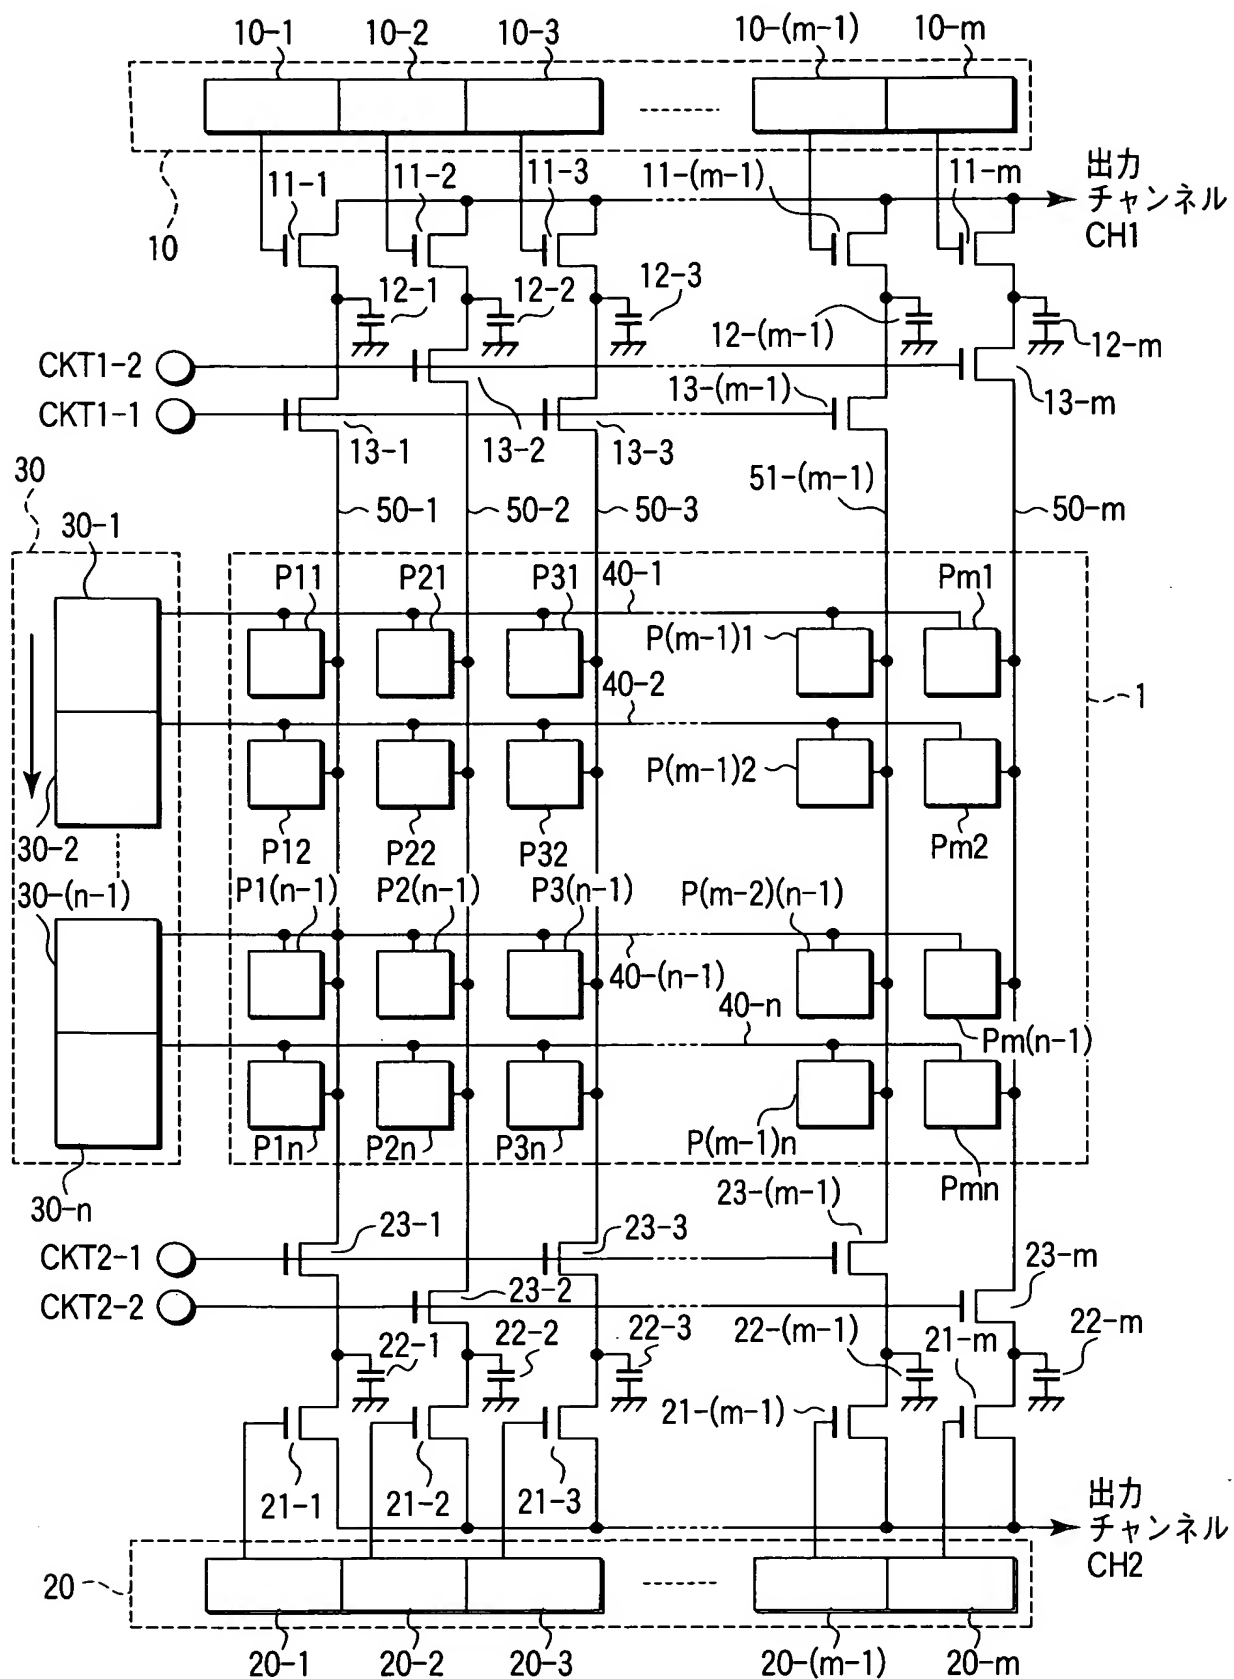 10-1 10-2 10-3 10-(m-1) 10-m
11-1 11-2 11-3 11-(m-1) 11-m
出力
チャンネル
CH1
10
12-1 12-2 12-3 12-(m-1) 12-m
CKT1-2
CKT1-1
13-1 13-2 13-3 13-(m-1) 13-m
30
50-1 50-2 50-3 51-(m-1) 50-m
30-1
P11 P21 P31 40-1 P(m-1)1 Pm1
40-2
1
30-2
P12 P22 P32 P(m-1)2 Pm2
30-(n-1)
P1(n-1) P2(n-1) P3(n-1) P(m-2)(n-1)
40-(n-1)
40-n
Pm(n-1)
P1n P2n P3n P(m-1)n Pmn
30-n
23-1 23-3 23-(m-1)
CKT2-1
CKT2-2
23-2 23-m
22-1 22-2 22-3 22-(m-1) 22-m
21-1 21-2 21-3 21-(m-1) 21-m
出力
チャンネル
CH2
20
20-1 20-2 20-3 20-(m-1) 20-m